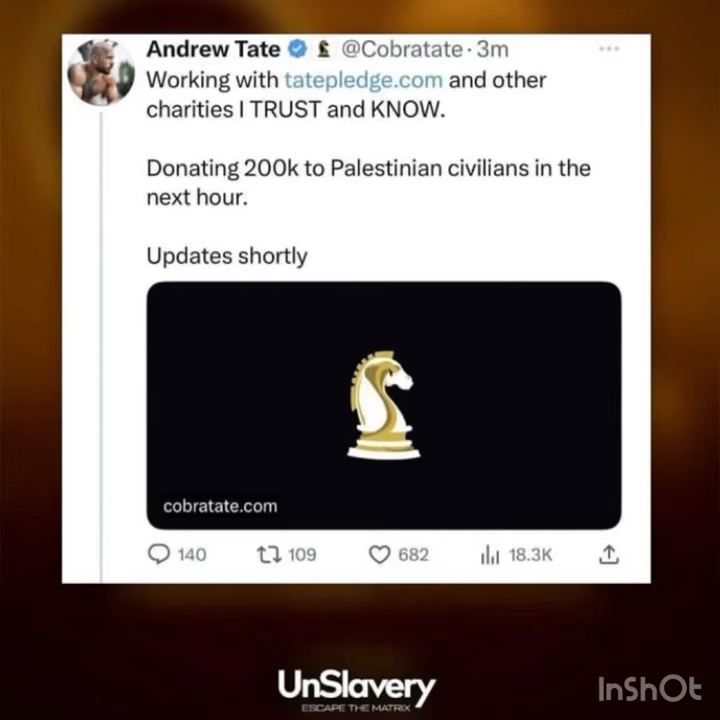 Andrew Tate @Cobratate · 3m
Working with tatepledge.com and other
charities I TRUST and KNOW.
Donating 200k to Palestinian civilians in the
next hour.
Updates shortly
cobratate.com
140 109 682 18.3K
UnSlavery
ESCAPE THE MATRIX
InShOt